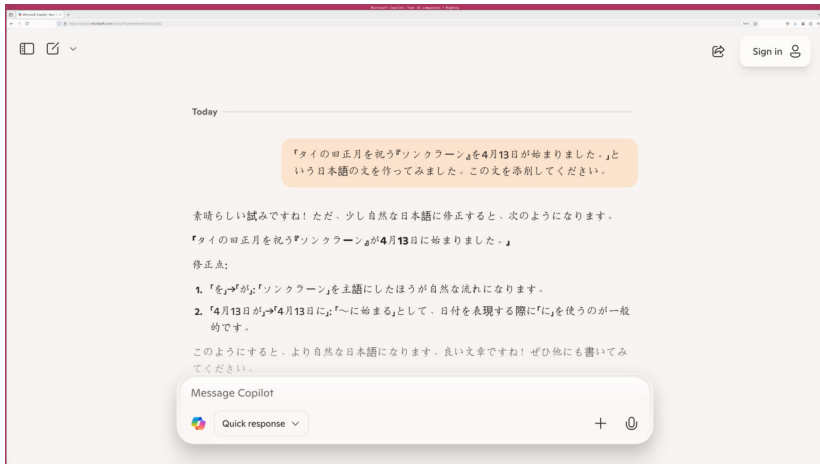 Microsoft Copilot: Your AI companion
Sign in
Today
「タイの旧正月を祝う『ソンクラーン』を4月13日が始まりました。」と
いう日本語の文を作ってみました。この文を添削してください。
素晴らしい試みですね！ただ、少し自然な日本語に修正すると、次のようになります。
「タイの旧正月を祝う『ソンクラーン』が4月13日に始まりました。」
修正点:
1. 「を」→「が」:「ソンクラーン」を主語にしたほうが自然な流れになります。
2. 「4月13日が」→「4月13日に」:「〜に始まる」として、日付を表現する際に「に」を使うのが一般
的です。
このようにすると、より自然な日本語になります。良い文章ですね！ぜひ他にも書いてみ
てください。
Message Copilot
Quick response